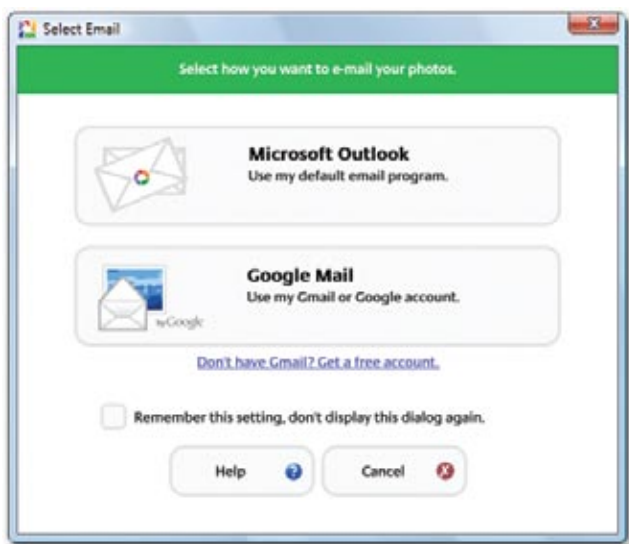 Select Email
Select how you want to e-mail your photos.
Microsoft Outlook
Use my default email program.
Google Mail
Use my Gmail or Google account.
by Google
Don't have Gmail? Get a free account.
Remember this setting, don't display this dialog again.
Help
Cancel